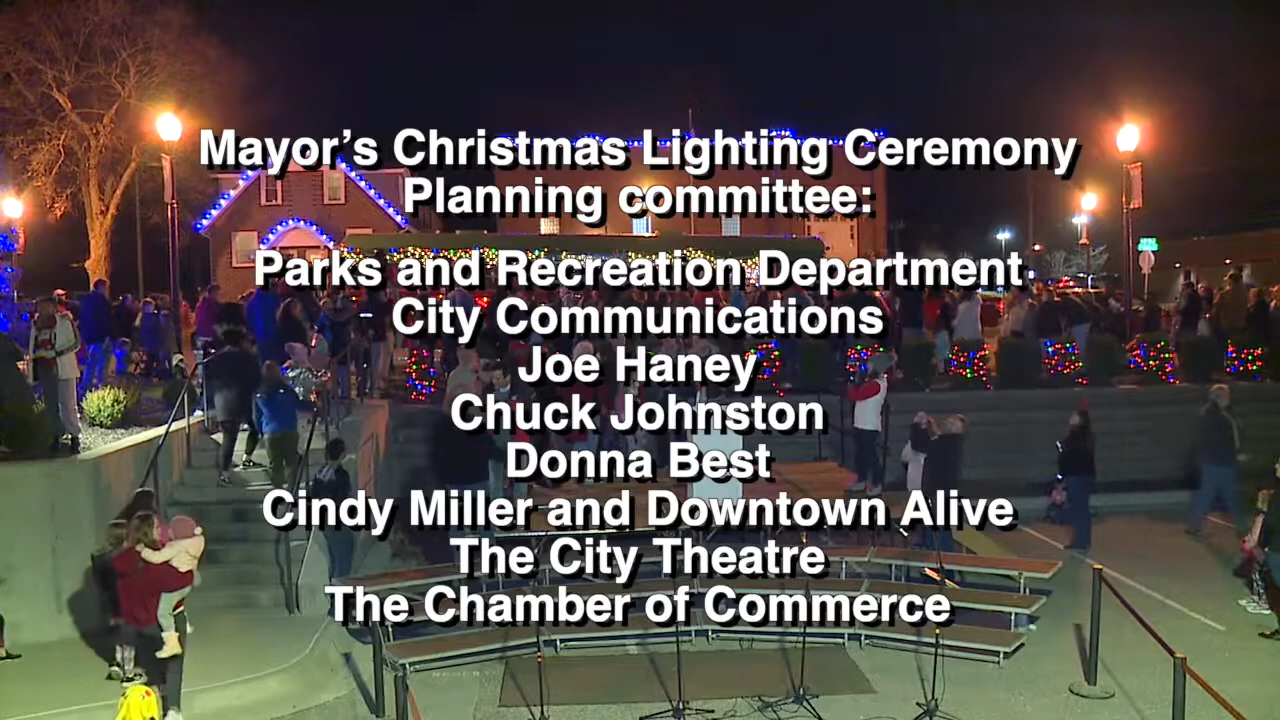 Mayor's Christmas Lighting Ceremony
Planning committee:
Parks and Recreation Department
City Communications
Joe Haney
Chuck Johnston
Donna Best
Cindy Miller and Downtown Alive
The City Theatre
The Chamber of Commerce